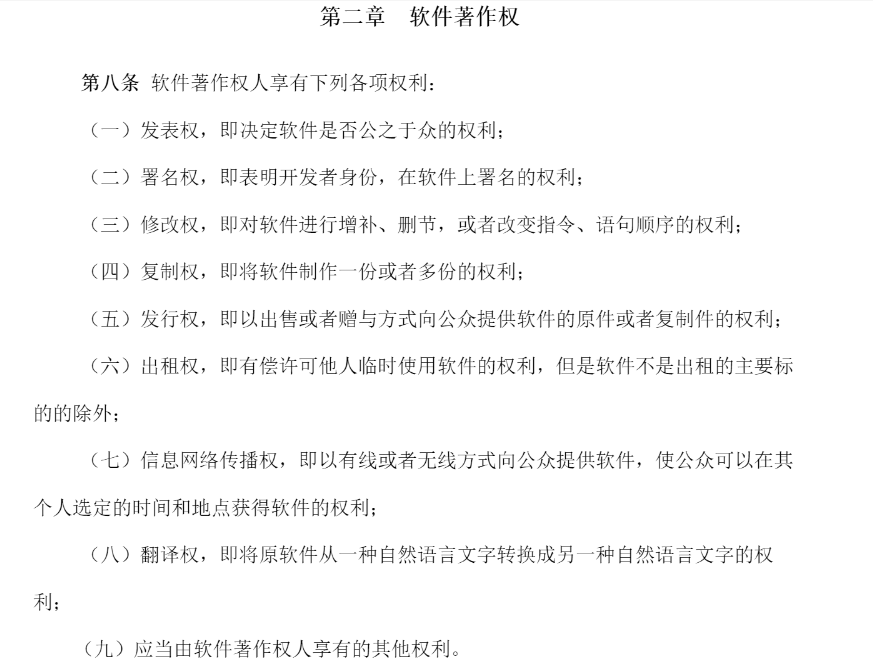 第二章 软件著作权
第八条 软件著作权人享有下列各项权利：
（一）发表权，即决定软件是否公之于众的权利；
（二）署名权，即表明开发者身份，在软件上署名的权利；
（三）修改权，即对软件进行增补、删节，或者改变指令、语句顺序的权利；
（四）复制权，即将软件制作一份或者多份的权利；
（五）发行权，即以出售或者赠与方式向公众提供软件的原件或者复制件的权利；
（六）出租权，即有偿许可他人临时使用软件的权利，但是软件不是出租的主要标
的的除外；
（七）信息网络传播权，即以有线或者无线方式向公众提供软件，使公众可以在其
个人选定的时间和地点获得软件的权利；
（八）翻译权，即将原软件从一种自然语言文字转换成另一种自然语言文字的权
利；
（九）应当由软件著作权人享有的其他权利。